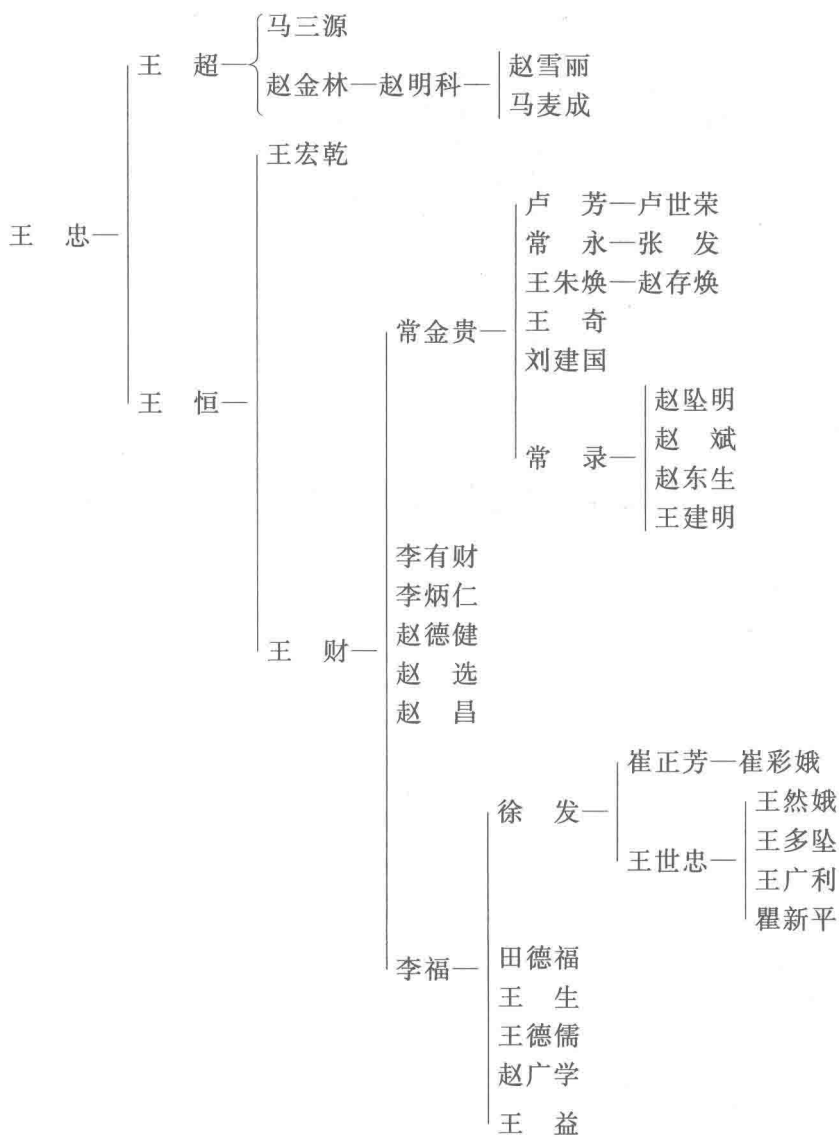 马三源
王 超
赵金林—赵明科
赵雪丽
马麦成
王宏乾
王 忠
卢 芳—卢世荣
常 永—张 发
王朱焕—赵存焕
常金贵
王 奇
刘建国
王 恒
赵坠明
赵 斌
常 录
赵东生
王建明
李有财
李炳仁
赵德健
王 财
赵 选
赵 昌
崔正芳—崔彩娥
徐 发
王然娥
王多坠
王世忠
王广利
瞿新平
李福
田德福
王 生
王德儒
赵广学
王 益